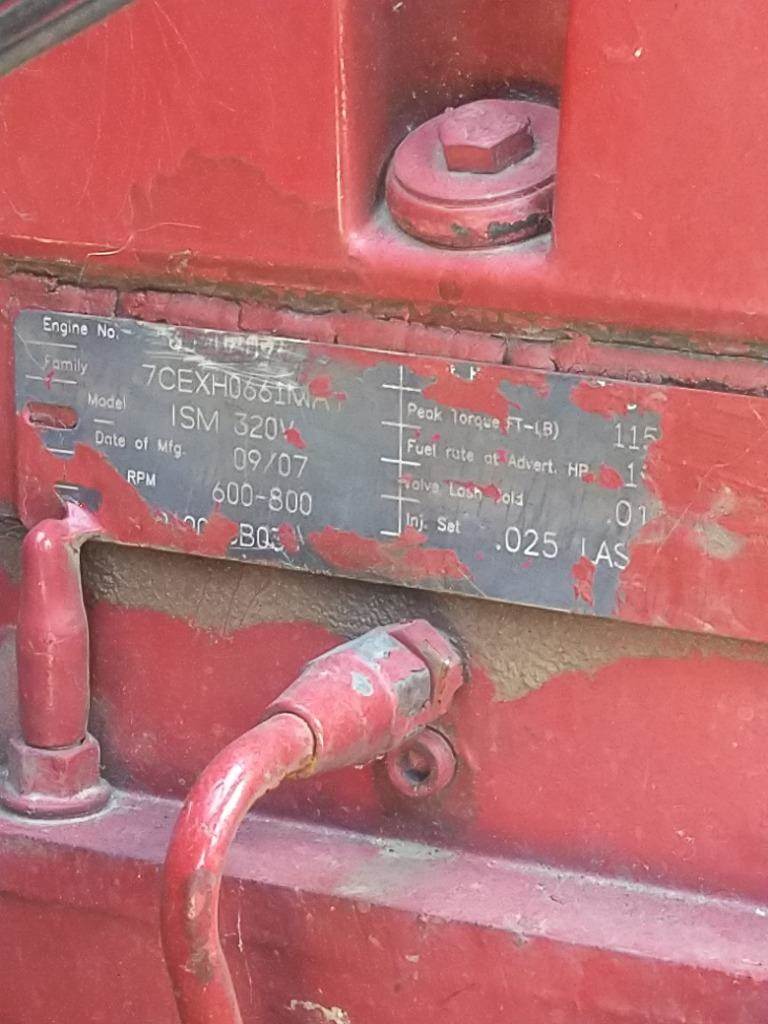 Engine No.
Family 7CEXH0661MA
Model ISM 320V
Date of Mfg. 09/07
RPM 600-800
Peak Torque FT-LB) 115
Fuel rate at Advert. HP
Valve Lash
.01
Inj. Set .025 LAS